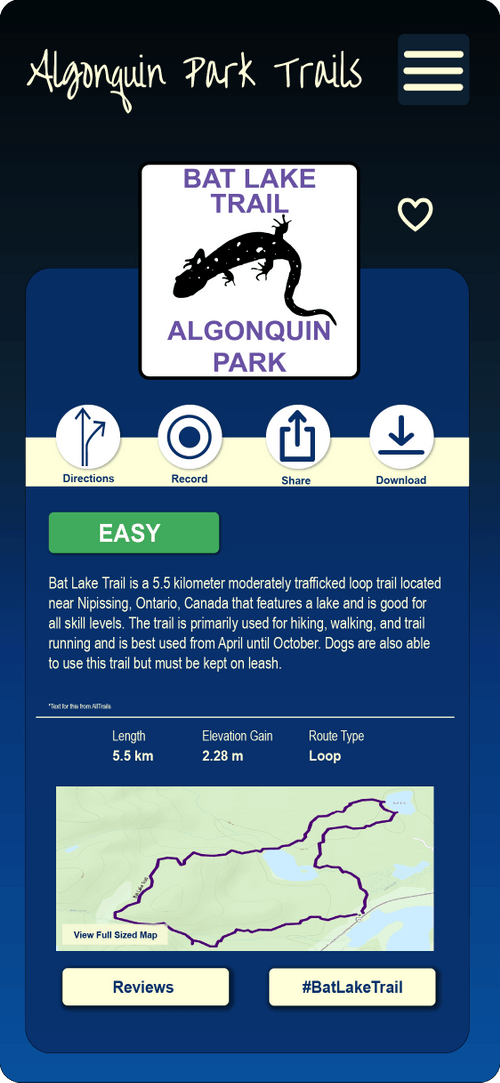 Algonquin Park Trails
BAT LAKE
TRAIL
ALGONQUIN
PARK
Directions
Record
Share
Download
EASY
Bat Lake Trail is a 5.5 kilometer moderately trafficked loop trail located
near Nipissing, Ontario, Canada that features a lake and is good for
all skill levels. The trail is primarily used for hiking, walking, and trail
running and is best used from April until October. Dogs are also able
to use this trail but must be kept on leash.
*Text for this from AllTrails
Length
Elevation Gain
Route Type
5.5 km
2.28 m
Loop
Bat Lake Trail
View Full Sized Map
Reviews
#BatLakeTrail